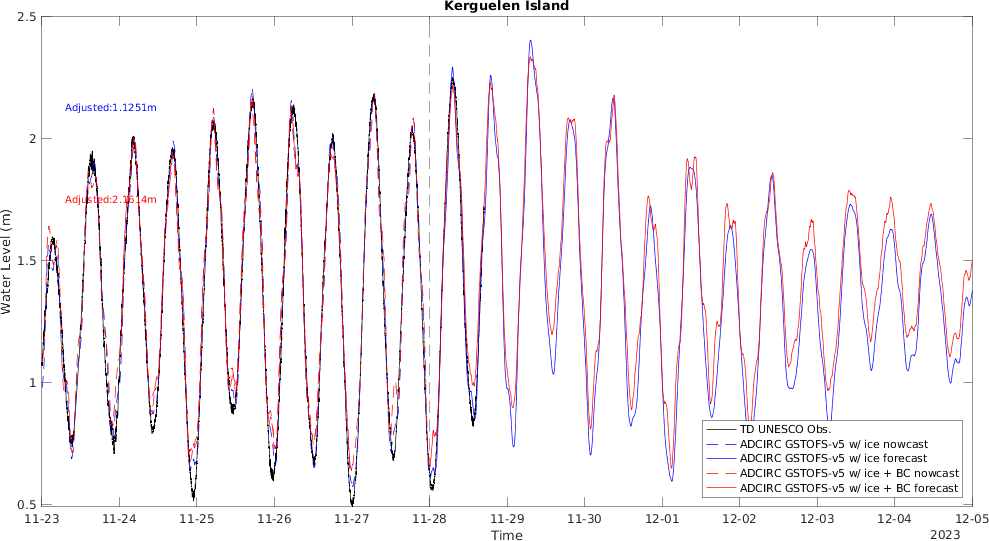 Kerguelen Island
2.5
2
1.5
1
0.5
Water Level (m)
Adjusted:1.1251m
Adjusted:2.1614m
TD UNESCO Obs.
ADCIRC GSTOFS-v5 w/ ice nowcast
ADCIRC GSTOFS-v5 w/ ice forecast
ADCIRC GSTOFS-v5 w/ ice + BC nowcast
ADCIRC GSTOFS-v5 w/ ice + BC forecast
11-23 11-24 11-25 11-26 11-27 11-28 11-29 11-30 12-01 12-02 12-03 12-04 12-05
Time
2023